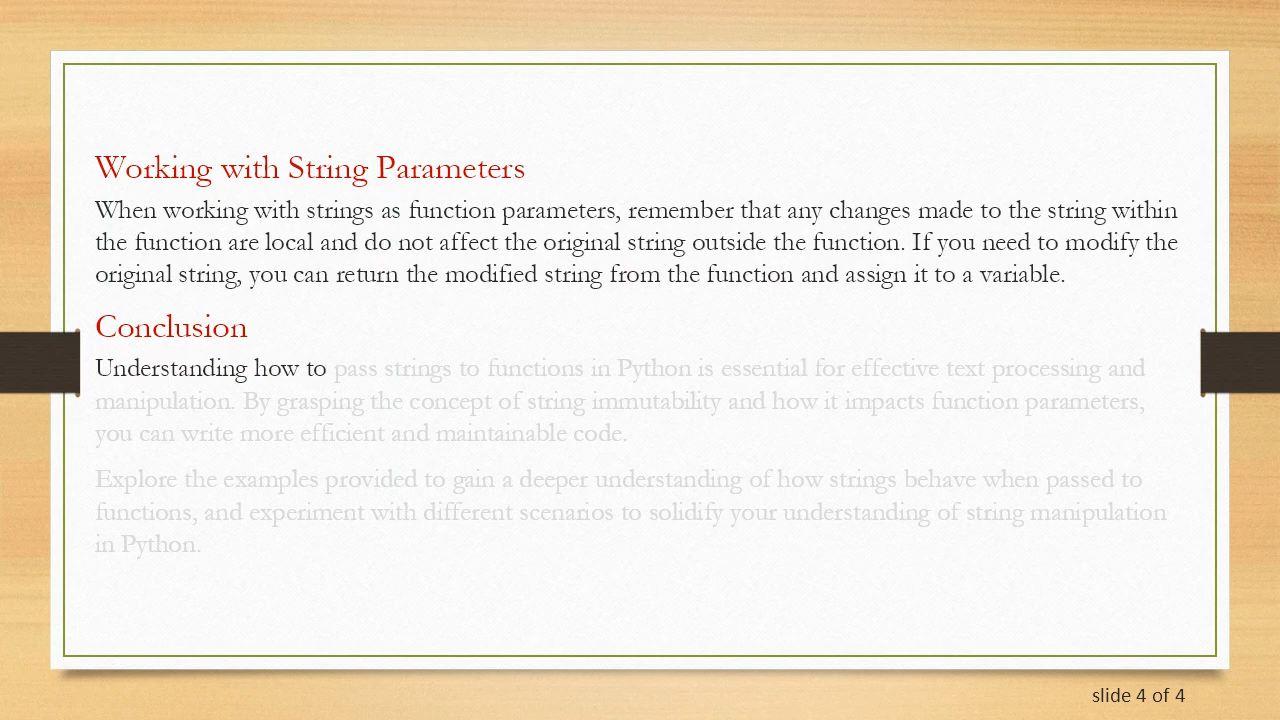 Working with String Parameters
When working with strings as function parameters, remember that any changes made to the string within
the function are local and do not affect the original string outside the function. If you need to modify the
original string, you can return the modified string from the function and assign it to a variable.
Conclusion
Understanding how to pass strings to functions in Python is essential for effective text processing and
manipulation. By grasping the concept of string immutability and how it impacts function parameters,
you can write more efficient and maintainable code.
Explore the examples provided to gain a deeper understanding of how strings behave when passed to
functions, and experiment with different scenarios to solidify your understanding of string manipulation
in Python.
slide 4 of 4